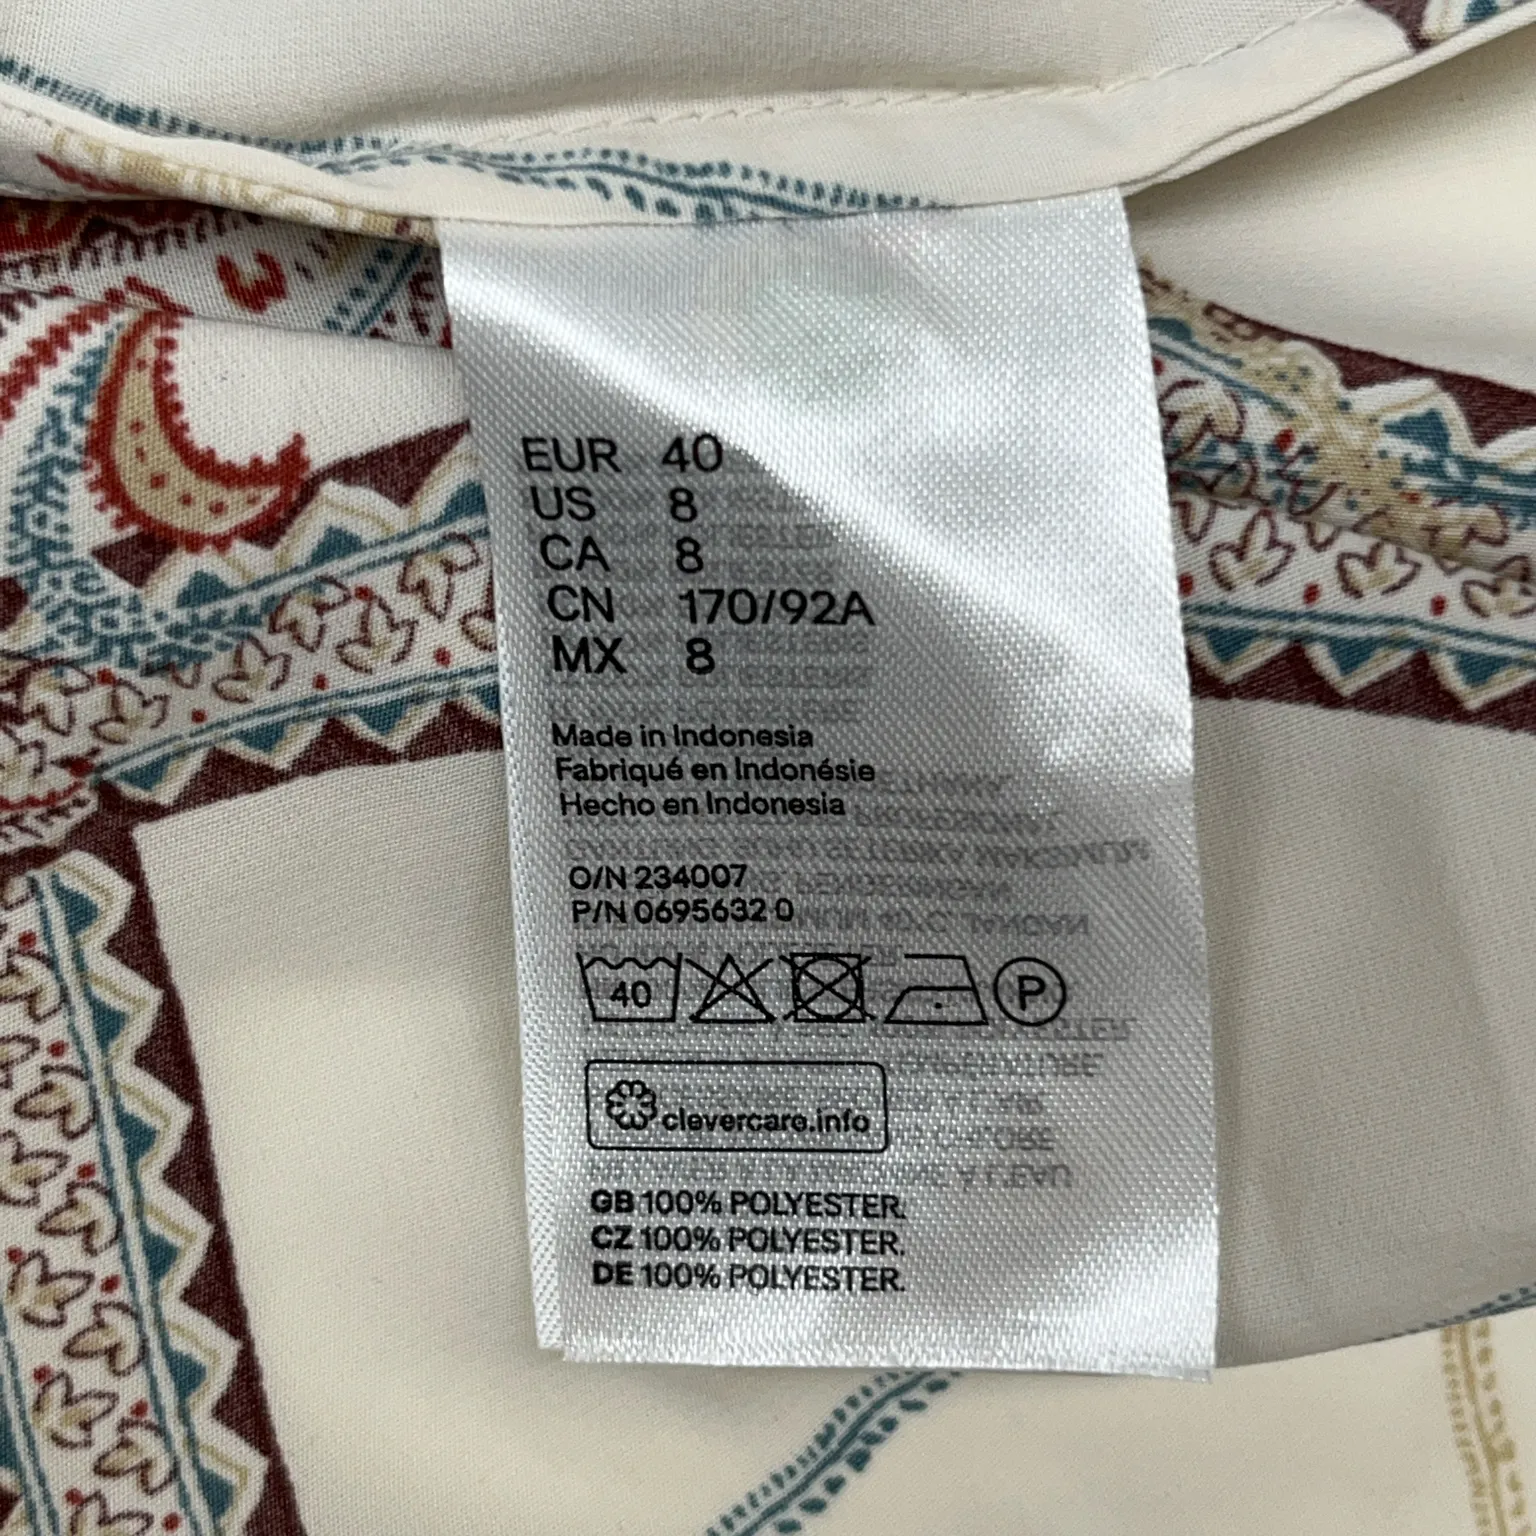 EUR 40
US 8
CA 8
CN 170/92A
MX 8
Made in Indonesia
Fabriqué en Indonésie
Hecho en Indonesia
O/N 234007
P/N 0695632 0
40
P
clevercare.info
GB 100% POLYESTER.
CZ 100% POLYESTER.
DE 100% POLYESTER.